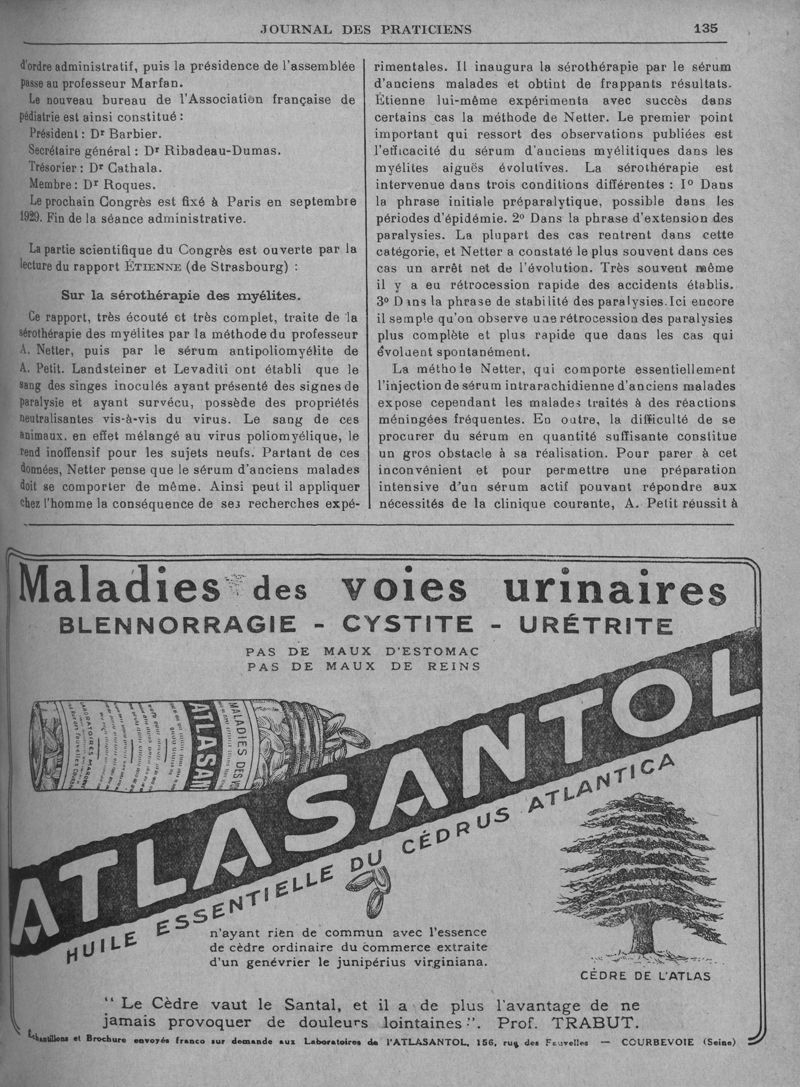 JOURNAL DES PRATICIENS
135
d'ordre administratif, puis la présidence de l'assemblée
passe au professeur Marfan.
Le nouveau bureau de l'Association française de
pédiatrie est ainsi constitué :
Président : Dr Barbier.
Secrétaire général : Dr Ribadeau-Dumas.
Trésorier : Dr Cathala.
Membre : Dr Roques.
Le prochain Congrès est fixé à Paris en septembre
1929. Fin de la séance administrative.
La partie scientifique du Congrès est ouverte par la
lecture du rapport ÉTIENNE (de Strasbourg) :
Sur la sérothérapie des myélites.
Ce rapport, très écouté et très complet, traite de la
sérothérapie des myélites par la méthode du professeur
A. Netter, puis par le sérum antipoliomyélite de
A. Petit. Landsteiner et Levaditi ont établi que le
sang des singes inoculés ayant présenté des signes de
paralysie et ayant survécu, possède des propriétés
neutralisantes vis-à-vis du virus. Le sang de ces
animaux, en effet mélangé au virus poliomyélique, le
rend inoffensif pour les sujets neufs. Partant de ces
données, Netter pense que le sérum d'anciens malades
doit se comporter de même. Ainsi peut il appliquer
chez l'homme la conséquence de ses recherches expé-
rimentales. Il inaugura la sérothérapie par le sérum
d'anciens malades et obtint de frappants résultats.
Étienne lui-même expérimenta avec succès dans
certains cas la méthode de Netter. Le premier point
important qui ressort des observations publiées est
l'efficacité du sérum d'anciens myélitiques dans les
myélites aiguës évolutives. La sérothérapie est
intervenue dans trois conditions différentes : 1° Dans
la phrase initiale préparalytique, possible dans les
périodes d'épidémie. 2° Dans la phrase d'extension des
paralysies. La plupart des cas rentrent dans cette
catégorie, et Netter a constaté le plus souvent dans ces
cas un arrêt net de l'évolution. Très souvent même
il y a eu rétrocession rapide des accidents établis.
3° Dans la phrase de stabilité des paralysies. Ici encore
il semple qu'on observe une rétrocession des paralysies
plus complète et plus rapide que dans les cas qui
évoluent spontanément.
La méthode Netter, qui comporte essentiellement
l'injection de sérum intrarachidienne d'anciens malades
expose cependant les malades traités à des réactions
méningées fréquentes. En outre, la difficulté de se
procurer du sérum en quantité suffisante constitue
un gros obstacle à sa réalisation. Pour parer à cet
inconvénient et pour permettre une préparation
intensive d'un sérum actif pouvant répondre aux
nécessités de la clinique courante, A. Petit réussit à
Maladies des voies urinaires
BLENNORRAGIE - CYSTITE - URÉTRITE
PAS DE MAUX D'ESTOMAC
PAS DE MAUX DE REINS
MALADIES DES
ATLASAN
ATLASANTOL
HUILE ESSENTIELLE DU CÉDRUS ATLANTICA
n'ayant rien de commun avec l'essence
de cèdre ordinaire du commerce extraite
d'un genévrier le junipérius virginiana.
CÈDRE DE L'ATLAS
" Le Cèdre vaut le Santal, et il a de plus l'avantage de ne
jamais provoquer de douleurs lointaines ". Prof. TRABUT.
Échantillons et Brochure envoyés franco sur demande aux Laboratoires de l'ATLASANTOL, 156, rue des Fauvelles — COURBEVOIE (Seine)